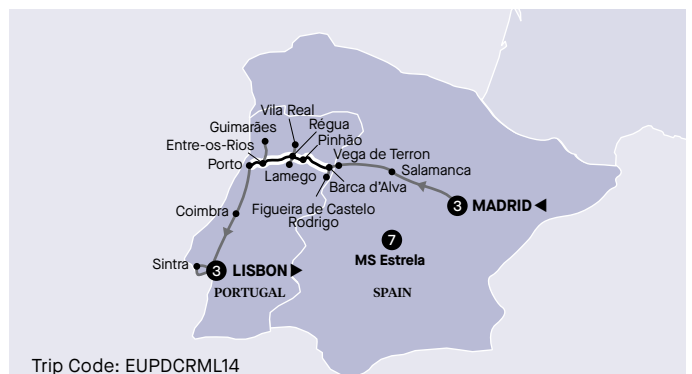 Vila Real
Guimarães
Régua
Entre-os-Rios
Pinhão
Porto
Vega de Terron
Lamego
Salamanca
Barca d'Alva
Figueira de Castelo
Rodrigo
3 MADRID
Coimbra
7
MS Estrela
Sintra
3 LISBON
PORTUGAL
SPAIN
Trip Code: EUPDCRML14